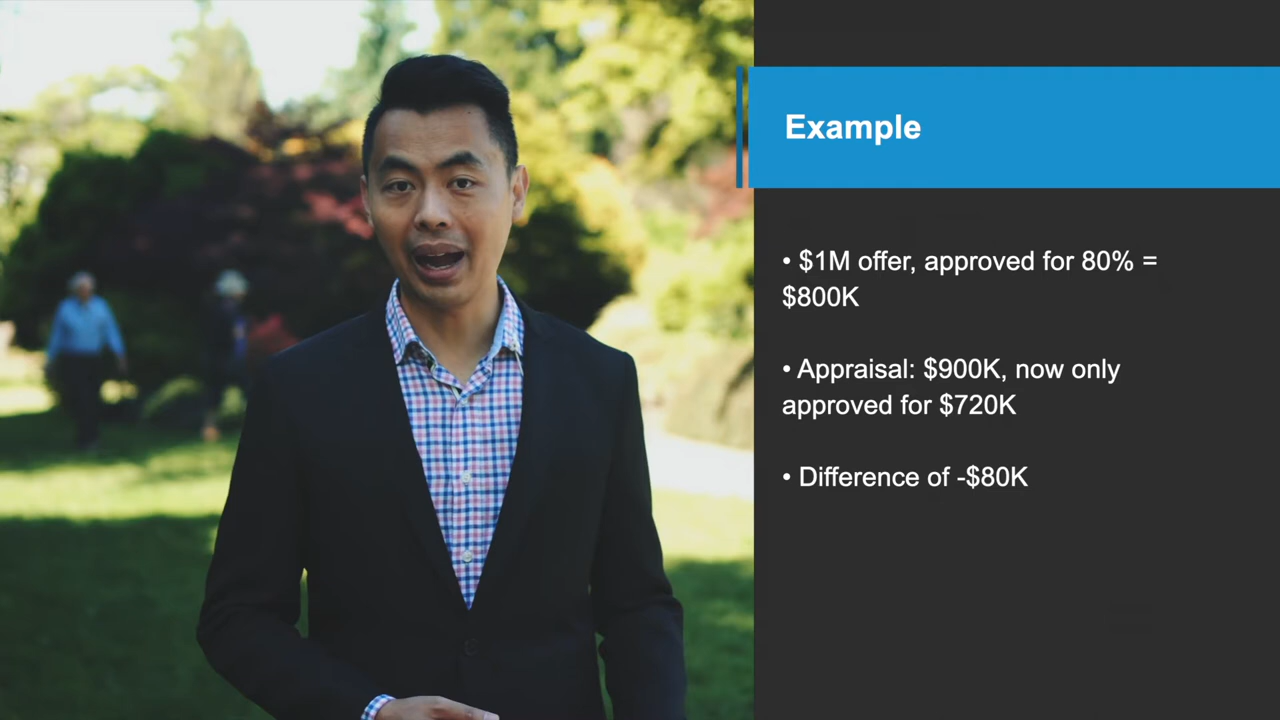 Example
• $1M offer, approved for 80% =
$800K
• Appraisal: $900K, now only
approved for $720K
• Difference of -$80K